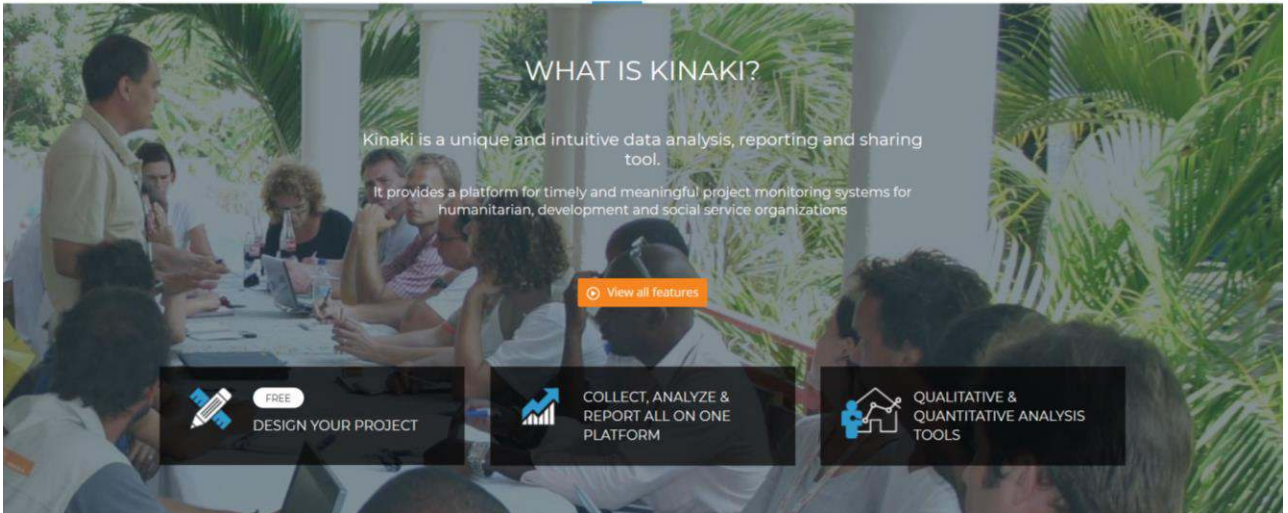 WHAT IS KINAKI?
Kinaki is a unique and intuitive data analysis, reporting and sharing
tool.
It provides a platform for timely and meaningful project monitoring systems for
humanitarian, development and social service organizations
View all features
FREE
DESIGN YOUR PROJECT
COLLECT, ANALYZE &
REPORT ALL ON ONE
PLATFORM
QUALITATIVE &
QUANTITATIVE ANALYSIS
TOOLS